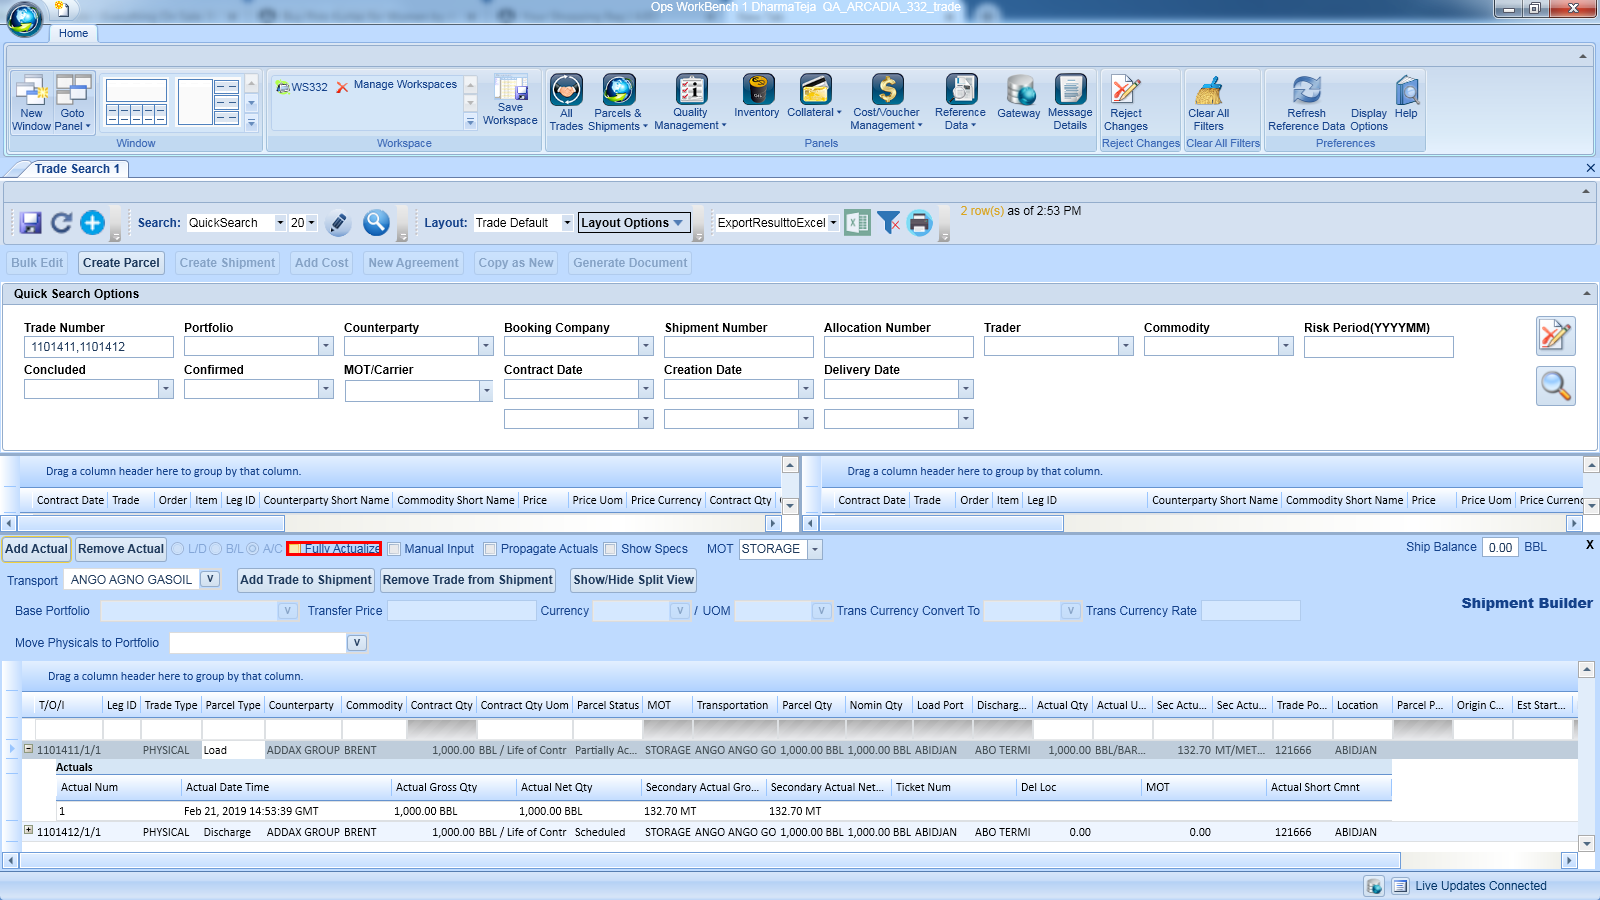 Ops WorkBench 1 DharmaTeja QA_ARCADIA_332_trade
Home
New Window
Goto Panel
Window
WS332
Manage Workspaces
Save Workspace
Workspace
All Trades
Parcels & Shipments
Quality Management
Inventory
Collateral
Cost/Voucher Management
Reference Data
Gateway
Message Details
Panels
Reject Changes
Reject Changes
Clear All Filters
Clear All Filters
Refresh Reference Data
Display Options
Help
Preferences
Trade Search 1
Search: QuickSearch 20 Layout: Trade Default Layout Options ExportResulttoExcel 2 row(s) as of 2:53 PM
Bulk Edit Create Parcel Create Shipment Add Cost New Agreement Copy as New Generate Document
Quick Search Options
Trade Number Portfolio Counterparty Booking Company Shipment Number Allocation Number Trader Commodity Risk Period(YYYYMM)
1101411,1101412
Concluded Confirmed MOT/Carrier Contract Date Creation Date Delivery Date
Drag a column header here to group by that column. Drag a column header here to group by that column.
Contract Date Trade Order Item Leg ID Counterparty Short Name Commodity Short Name Price Price Uom Price Currency Contract Qty Contract Date Trade Order Item Leg ID Counterparty Short Name Commodity Short Name Price Price Uom Price Currenc
Add Actual Remove Actual L/D B/L A/C Fully Actualize Manual Input Propagate Actuals Show Specs MOT STORAGE Ship Balance 0.00 BBL X
Transport ANGO AGNO GASOIL V Add Trade to Shipment Remove Trade from Shipment Show/Hide Split View
Base Portfolio V Transfer Price Currency V / UOM V Trans Currency Convert To V Trans Currency Rate Shipment Builder
Move Physicals to Portfolio V
Drag a column header here to group by that column.
T/O/I Leg ID Trade Type Parcel Type Counterparty Commodity Contract Qty Contract Qty Uom Parcel Status MOT Transportation Parcel Qty Nomin Qty Load Port Discharg... Actual Qty Actual U... Sec Actu... Sec Actu... Trade Po... Location Parcel P... Origin C... Est Start...
1101411/1/1 PHYSICAL Load ADDAX GROUP BRENT 1,000.00 BBL / Life of Contr Partially Ac... STORAGE ANGO ANGO GO 1,000.00 BBL 1,000.00 BBL ABIDJAN ABO TERMI 1,000.00 BBL/BAR... 132.70 MT/MET... 121666 ABIDJAN
Actuals
Actual Num Actual Date Time Actual Gross Qty Actual Net Qty Secondary Actual Gro... Secondary Actual Net... Ticket Num Del Loc MOT Actual Short Cmnt
1 Feb 21, 2019 14:53:39 GMT 1,000.00 BBL 1,000.00 BBL 132.70 MT 132.70 MT
1101412/1/1 PHYSICAL Discharge ADDAX GROUP BRENT 1,000.00 BBL / Life of Contr Scheduled STORAGE ANGO ANGO GO 1,000.00 BBL 1,000.00 BBL ABIDJAN ABO TERMI 0.00 0.00 121666 ABIDJAN
Live Updates Connected